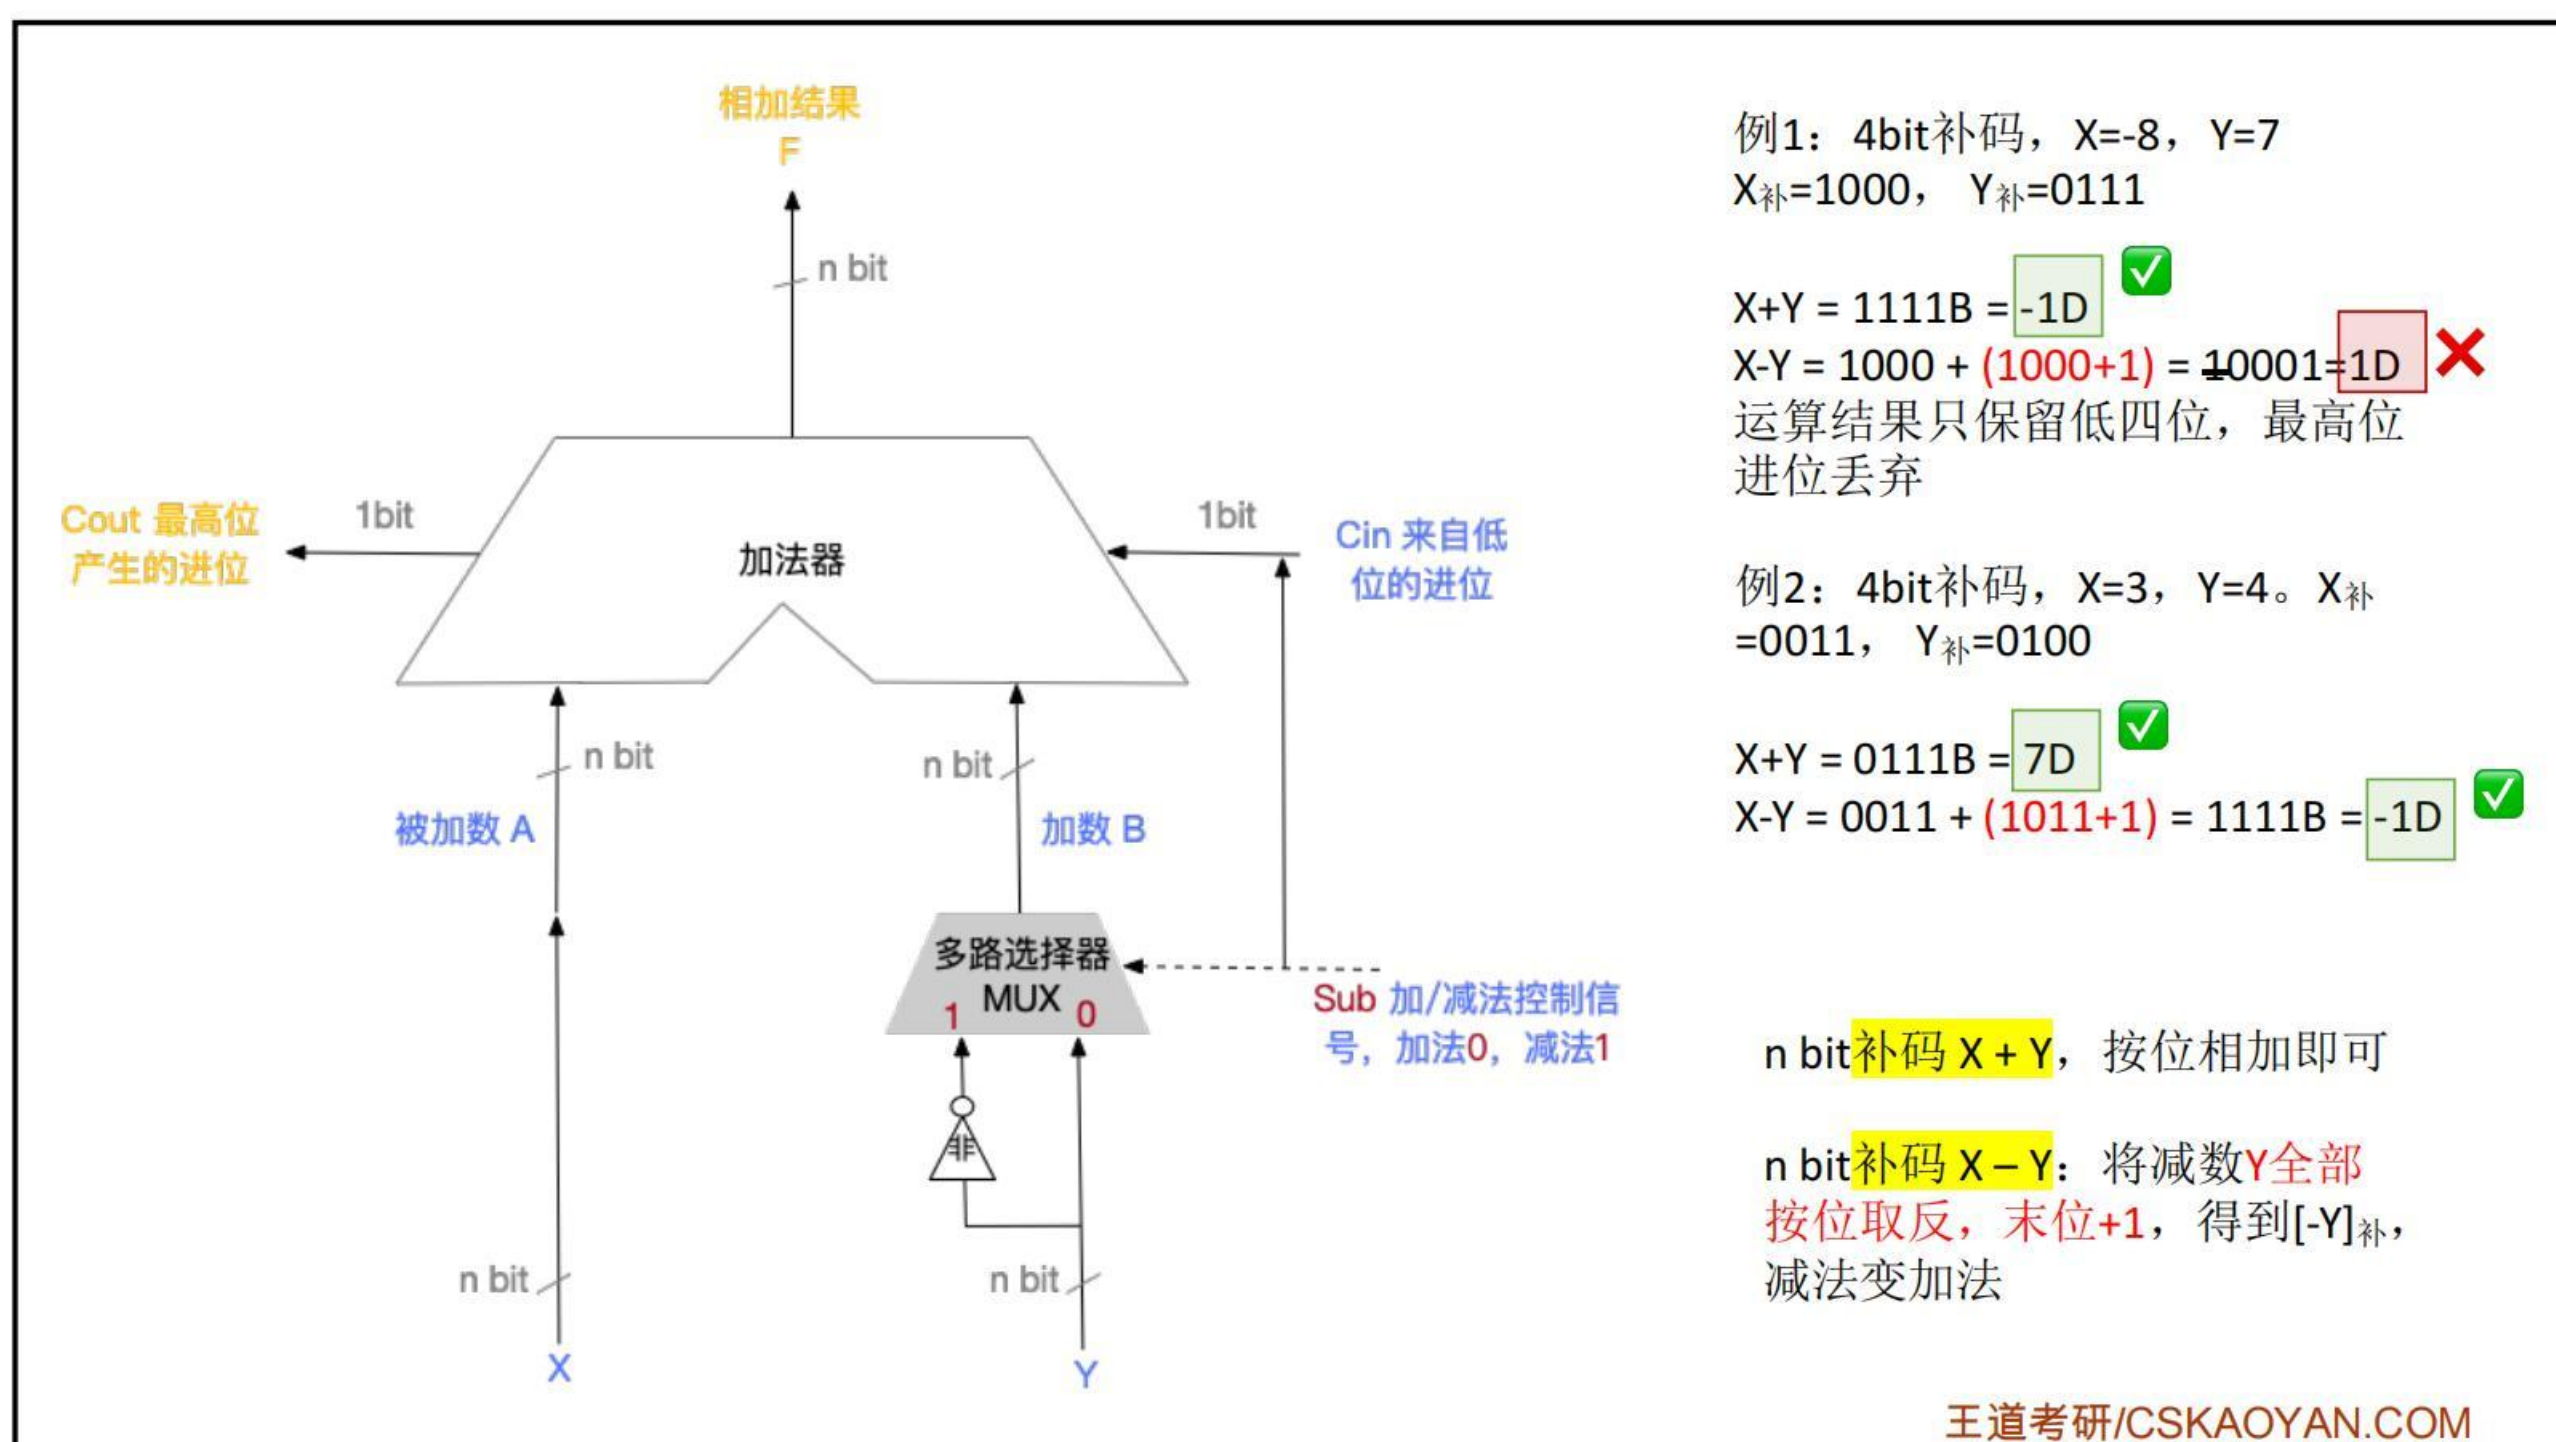 相加结果
F
n bit
Cout 最高位
产生的进位
1bit
加法器
1bit
Cin 来自低
位的进位
n bit
n bit
被加数 A
加数 B
多路选择器
MUX
1 0
Sub 加/减法控制信
号，加法0，减法1
非
n bit
n bit
X
Y
例1：4bit补码，X=-8，Y=7
X补=1000， Y补=0111
X+Y = 1111B = -1D
X-Y = 1000 + (1000+1) = 10001=1D
运算结果只保留低四位，最高位
进位丢弃
例2：4bit补码，X=3，Y=4。X补
=0011， Y补=0100
X+Y = 0111B = 7D
X-Y = 0011 + (1011+1) = 1111B = -1D
n bit补码 X + Y，按位相加即可
n bit补码 X – Y：将减数Y全部
按位取反，末位+1，得到[-Y]补，
减法变加法
王道考研/CSKAOYAN.COM